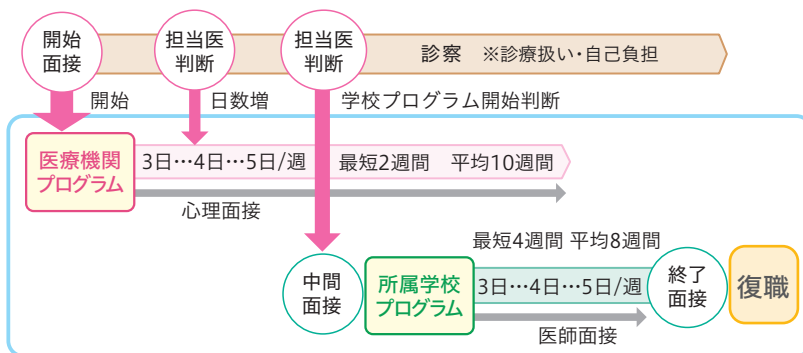 開始
面接
担当医
判断
担当医
判断
診察 ※診療扱い・自己負担
開始
日数増
学校プログラム開始判断
医療機関
プログラム
3日…4日…5日/週
最短2週間 平均10週間
心理面接
最短4週間 平均8週間
中間
面接
所属学校
プログラム
3日…4日…5日/週
終了
面接
復職
医師面接